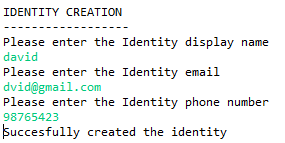 IDENTITY CREATION
------------------
Please enter the Identity display name
david
Please enter the Identity email
dvid@gmail.com
Please enter the Identity phone number
98765423
Succesfully created the identity